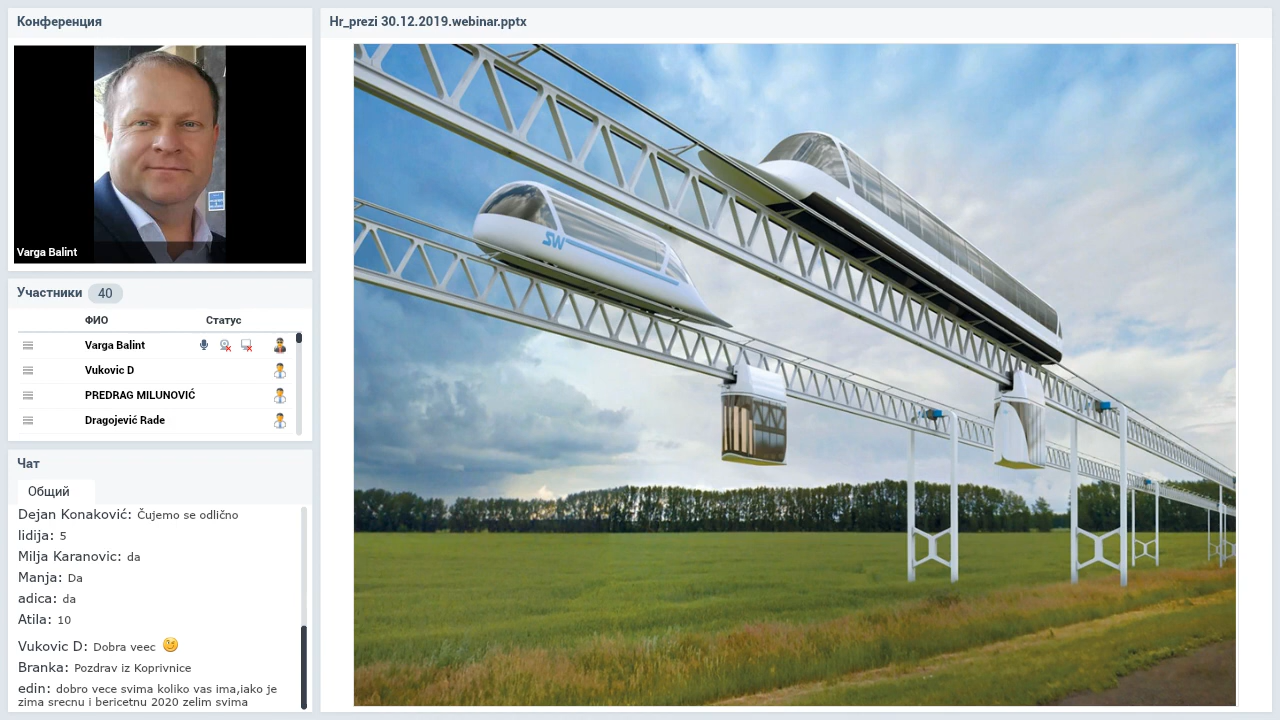 Конференция
Varga Balint
Участники 40
ФИО Статус
Varga Balint
Vukovic D
PREDRAG MILUNOVIĆ
Dragojević Rade
Чат
Общий
Dejan Konaković: Čujemo se odlično
lidija: 5
Milja Karanovic: da
Manja: Da
adica: da
Atila: 10
Vukovic D: Dobra veec
Branka: Pozdrav iz Koprivnice
edin: dobro vece svima koliko vas ima,iako je
zima srecnu i bericetnu 2020 zelim svima
Hr_prezi 30.12.2019.webinar.pptx
SW